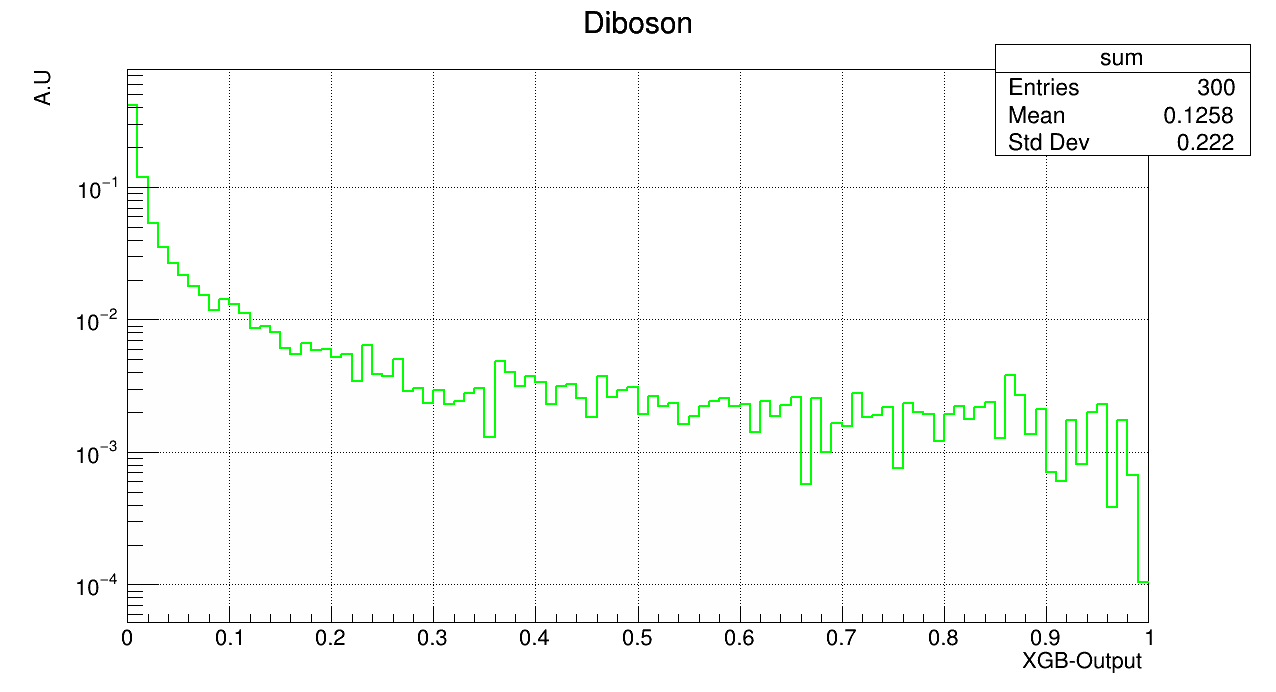 Diboson
A.U
sum
Entries 300
Mean 0.1258
Std Dev 0.222
10⁻¹
10⁻²
10⁻³
10⁻⁴
0 0.1 0.2 0.3 0.4 0.5 0.6 0.7 0.8 0.9 1
XGB-Output